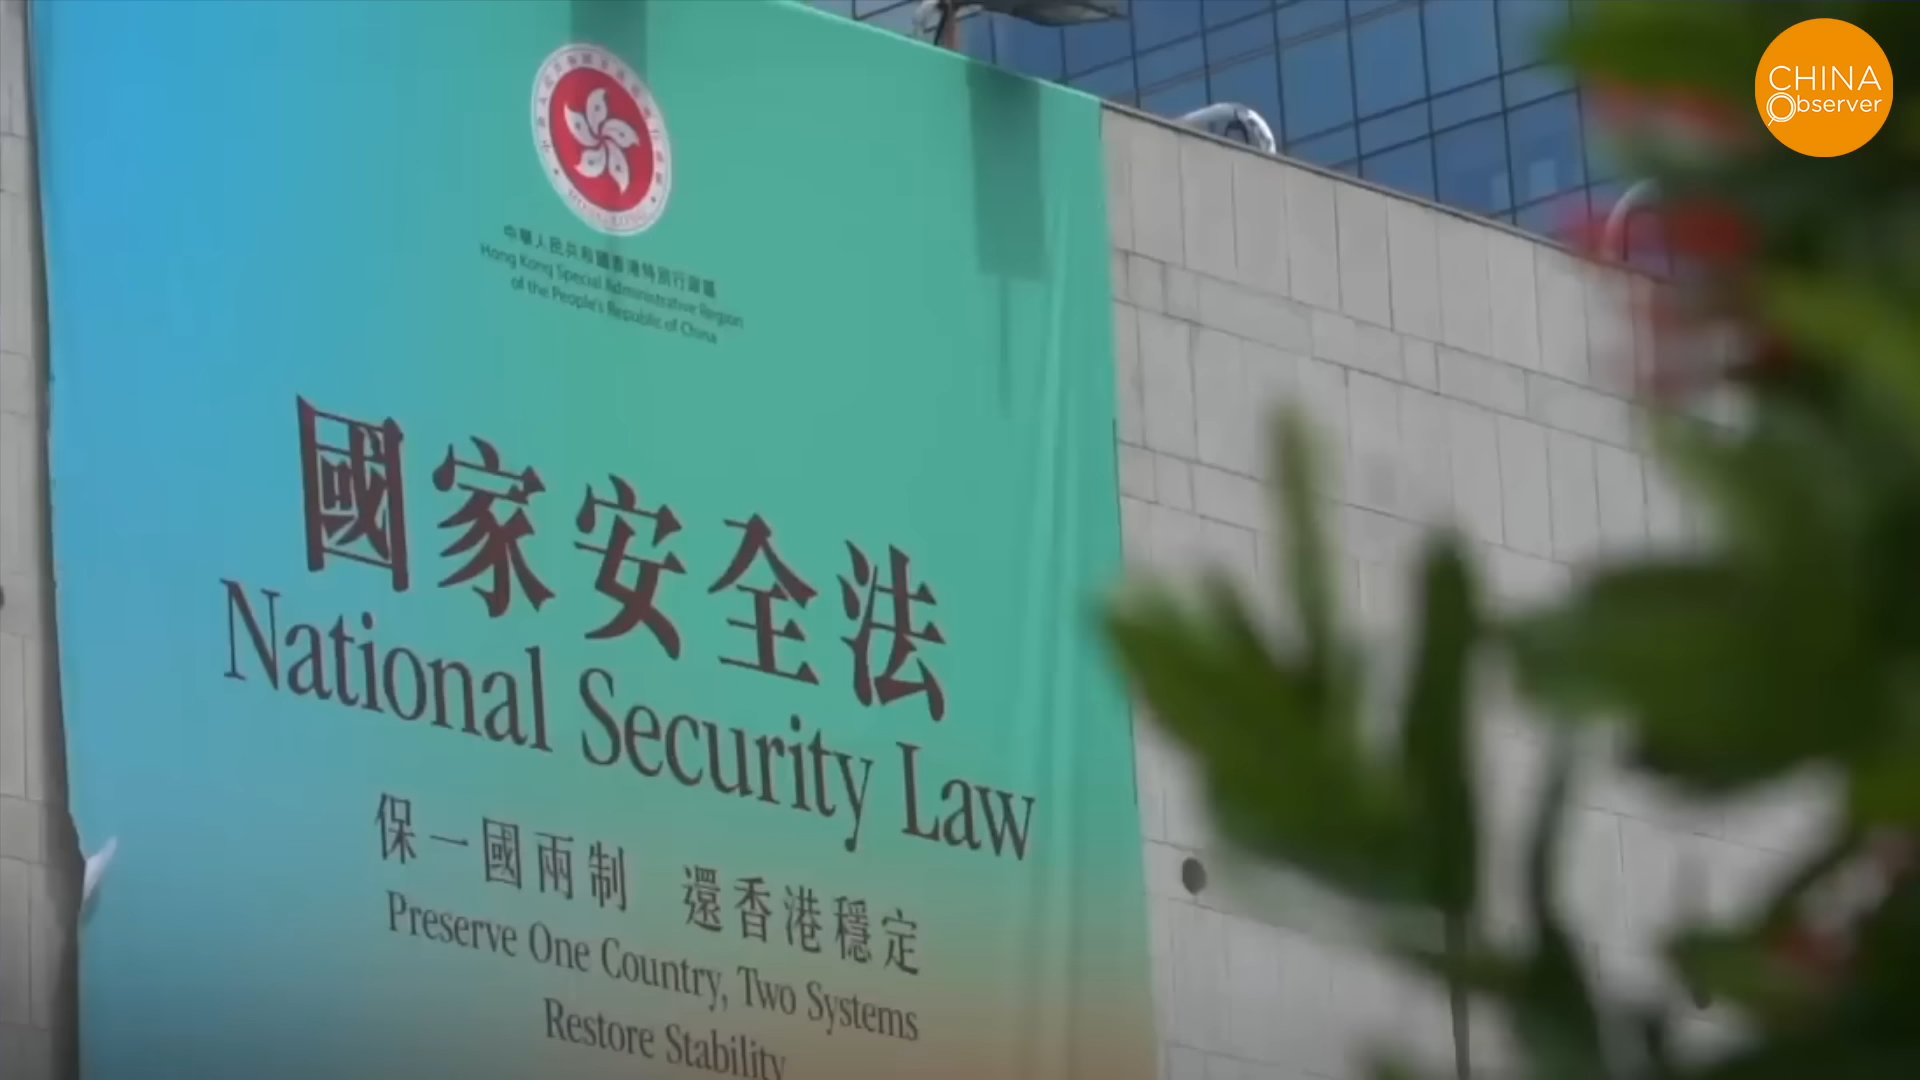 CHINA
Observer
中華人民共和國香港特別行政區
Hong Kong Special Administrative Region
of the People's Republic of China
國家安全法
National Security Law
保一國兩制 還香港穩定
Preserve One Country, Two Systems
Restore Stability